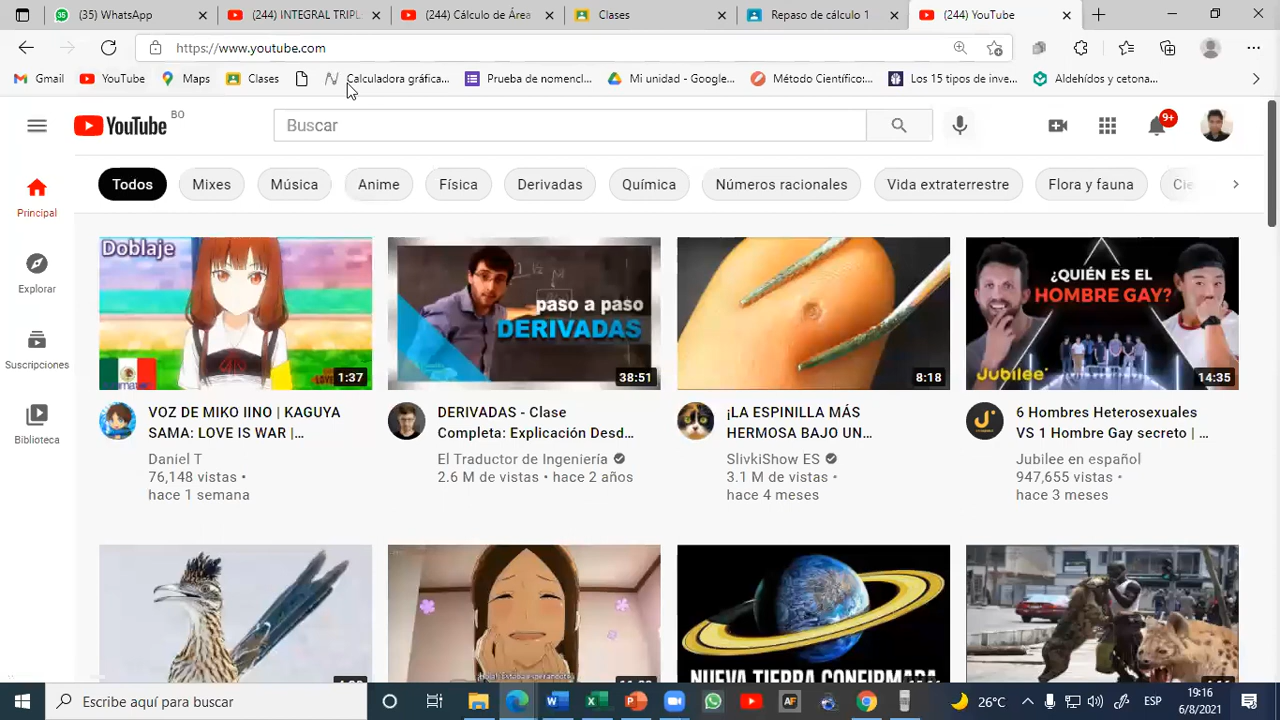 (35) WhatsApp
(244) INTEGRAL TRIPL
(244) Cálculo de Área
Clases
Repaso de cálculo 1
(244) YouTube
https://www.youtube.com
Gmail
YouTube
Maps
Clases
Calculadora gráfica...
Prueba de nomencl...
Mi unidad - Google...
Método Científico:...
Los 15 tipos de inve...
Aldehídos y cetona...
YouTube BO
Buscar
9+
Todos
Mixes
Música
Anime
Física
Derivadas
Química
Números racionales
Vida extraterrestre
Flora y fauna
Cie
Principal
Explorar
Suscripciones
Biblioteca
Doblaje
1:37
paso a paso
DERIVADAS
38:51
8:18
¿QUIÉN ES EL
HOMBRE GAY?
Jubilee
14:35
VOZ DE MIKO IINO | KAGUYA
SAMA: LOVE IS WAR |...
Daniel T
76,148 vistas •
hace 1 semana
DERIVADAS - Clase
Completa: Explicación Desd...
El Traductor de Ingeniería
2.6 M de vistas • hace 2 años
¡LA ESPINILLA MÁS
HERMOSA BAJO UN...
SlivkiShow ES
3.1 M de vistas •
hace 4 meses
6 Hombres Heterosexuales
VS 1 Hombre Gay secreto | ...
Jubilee en español
947,655 vistas •
hace 3 meses
NUEVA TIERRA CONFIRMADA
Escribe aquí para buscar
26°C
ESP
19:16
6/8/2021